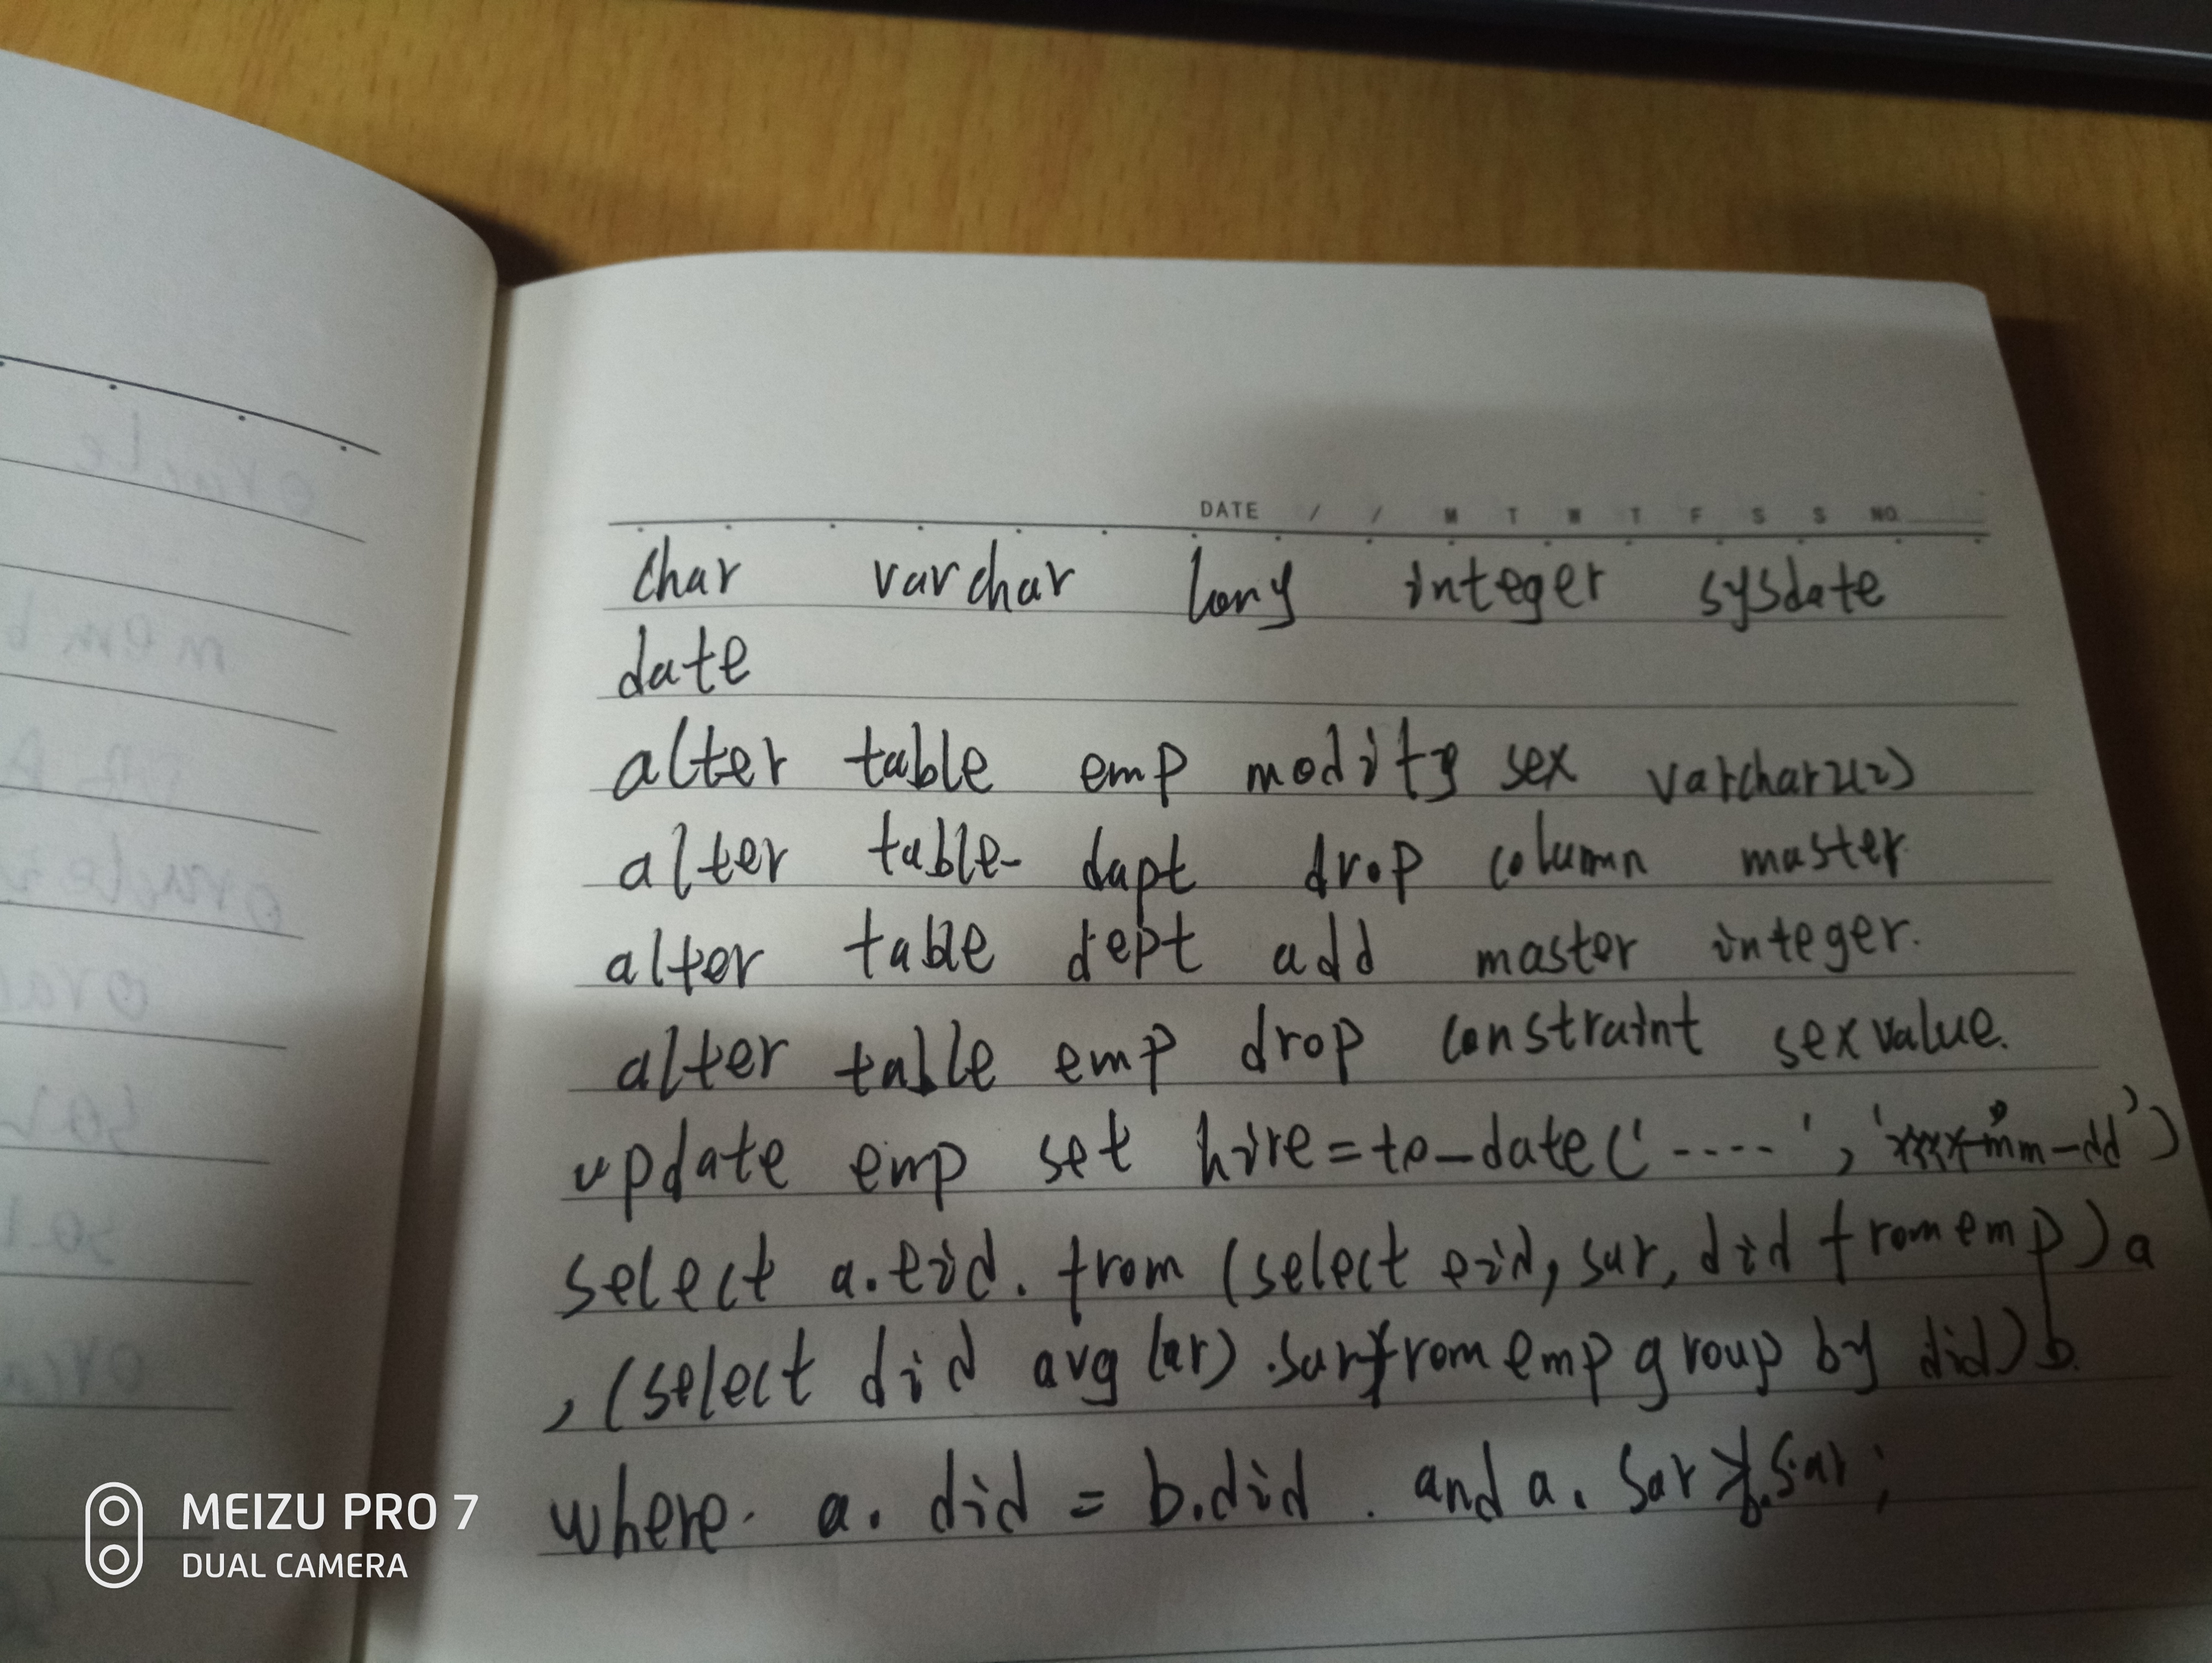 oracle
memb
DATE / / M T W T F S S NO.
char varchar long integer sysdate
date
alter table emp modify sex varchar2(2)
alter table dapt drop column master
alter table dept add master integer.
alter table emp drop constraint sexvalue.
update emp set hire=to_date('----','xxxx-mm-dd')
select a.eid. from (select eid, sar, did from emp) a
,(select did avg(ar).sar from emp group by did) b
where. a. did = b.did . and a. sar > b.sar;
MEIZU PRO 7
DUAL CAMERA